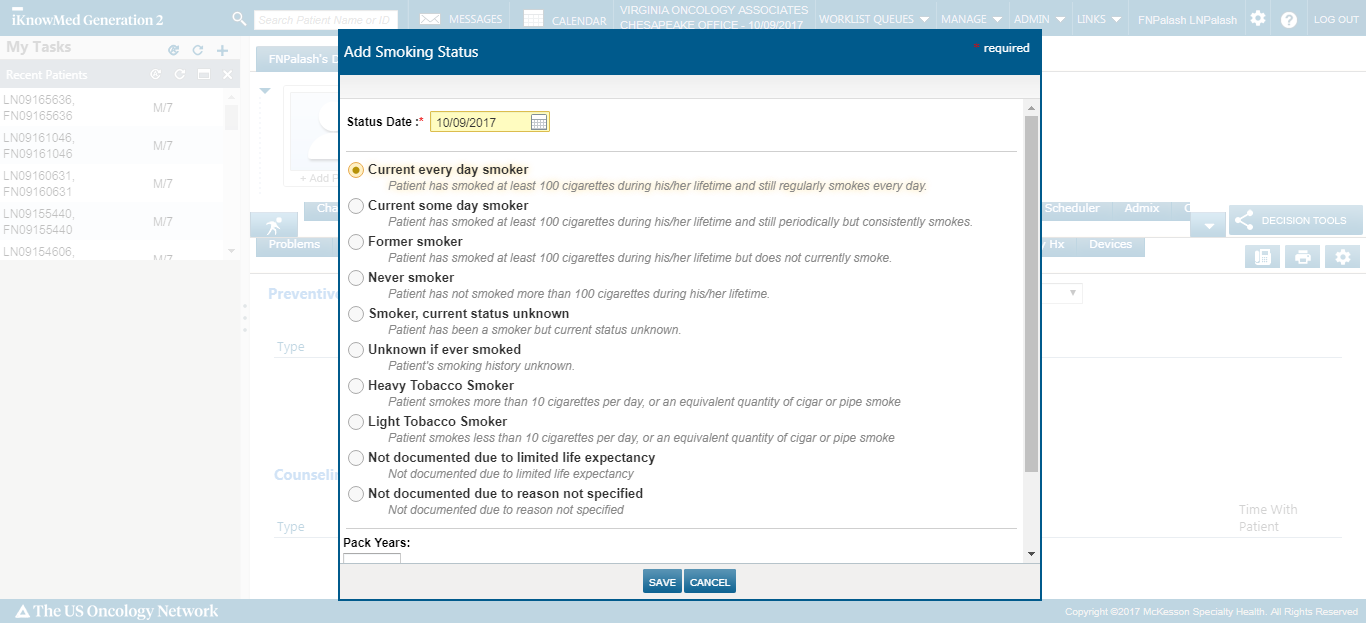 iKnowMed Generation 2
Search Patient Name or ID
MESSAGES
CALENDAR
VIRGINIA ONCOLOGY ASSOCIATES
CHESAPEAKE OFFICE - 10/09/2017
WORKLIST QUEUES
MANAGE
ADMIN
LINKS
FNPalash LNPalash
LOG OUT
My Tasks
Recent Patients
LN09165636,
FN09165636
M/7
LN09161046,
FN09161046
M/7
LN09160631,
FN09160631
M/7
LN09155440,
FN09155440
M/7
LN09154606,
M/7
FNPalash's
+ Add
Scheduler
Admix
DECISION TOOLS
Problems
Hx
Devices
Preventive
Type
Counseling
Type
Time With
Patient
Add Smoking Status
* required
Status Date :*
10/09/2017
Current every day smoker
Patient has smoked at least 100 cigarettes during his/her lifetime and still regularly smokes every day.
Current some day smoker
Patient has smoked at least 100 cigarettes during his/her lifetime and still periodically but consistently smokes.
Former smoker
Patient has smoked at least 100 cigarettes during his/her lifetime but does not currently smoke.
Never smoker
Patient has not smoked more than 100 cigarettes during his/her lifetime.
Smoker, current status unknown
Patient has been a smoker but current status unknown.
Unknown if ever smoked
Patient's smoking history unknown.
Heavy Tobacco Smoker
Patient smokes more than 10 cigarettes per day, or an equivalent quantity of cigar or pipe smoke
Light Tobacco Smoker
Patient smokes less than 10 cigarettes per day, or an equivalent quantity of cigar or pipe smoke
Not documented due to limited life expectancy
Not documented due to limited life expectancy
Not documented due to reason not specified
Not documented due to reason not specified
Pack Years:
SAVE
CANCEL
The US Oncology Network
Copyright ©2017 McKesson Specialty Health. All Rights Reserved